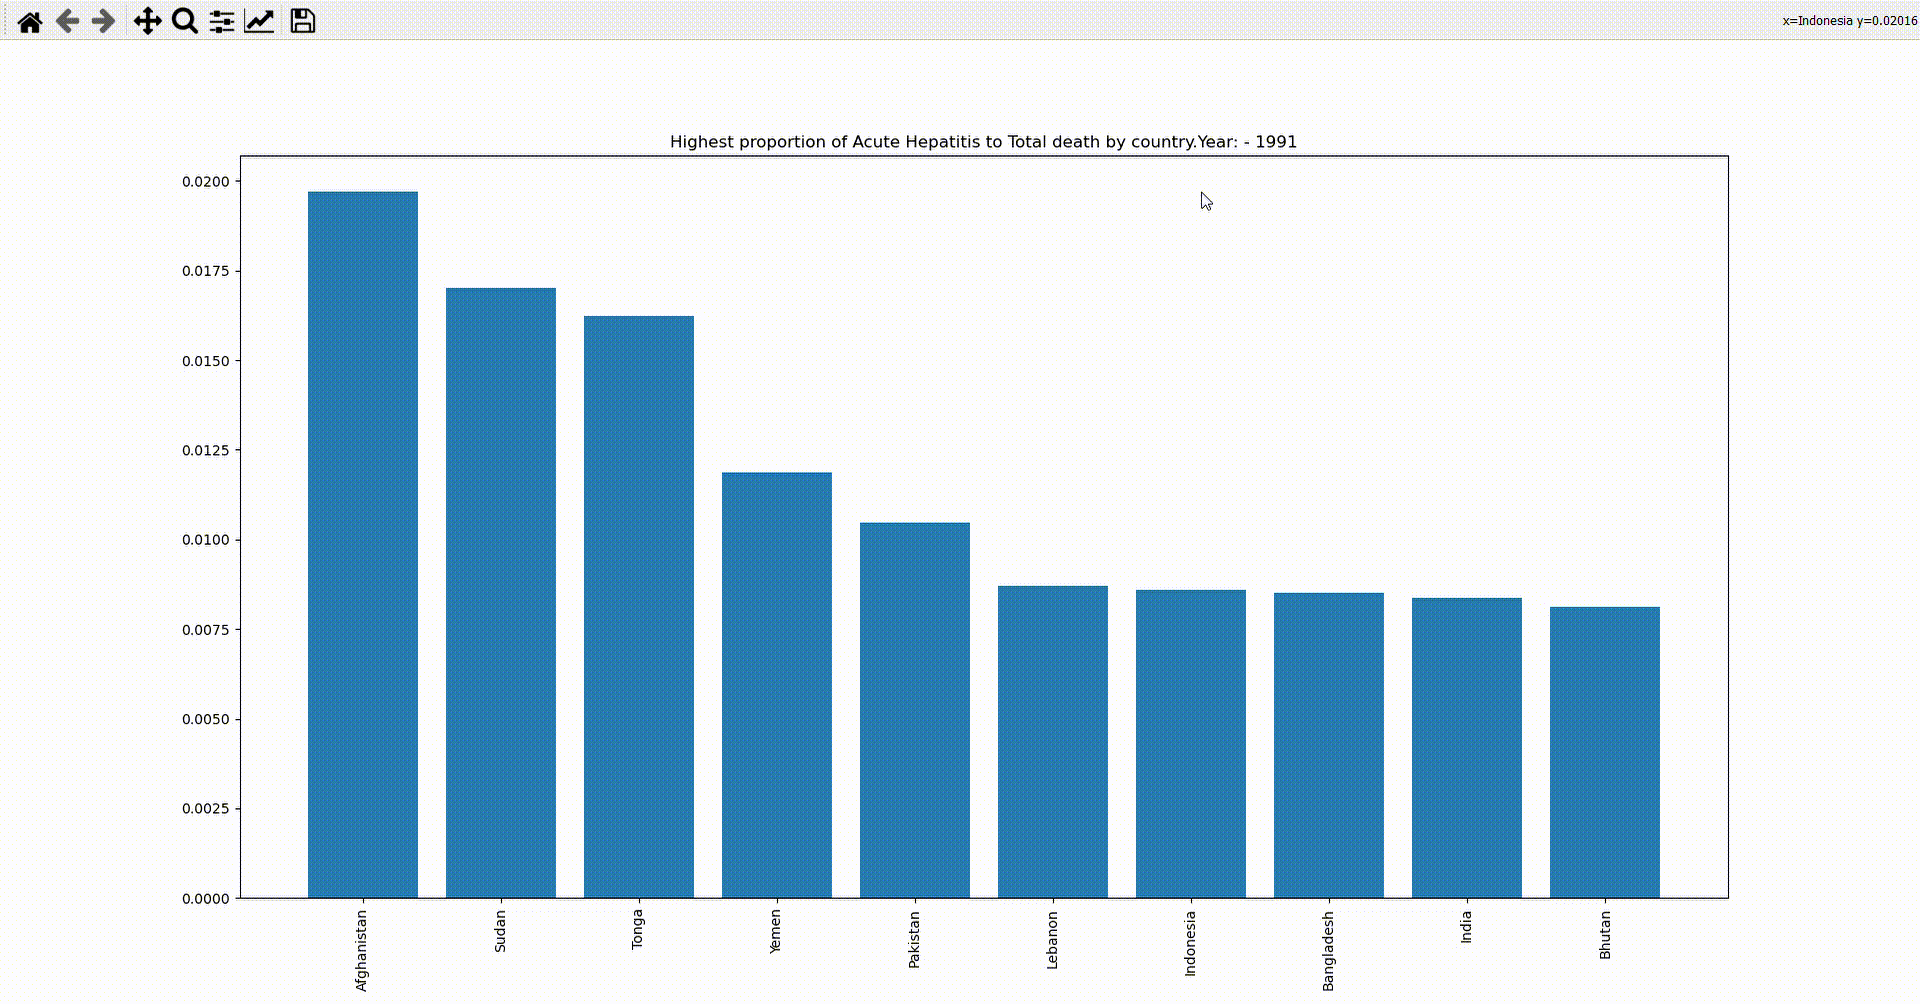 x=Indonesia y=0.02016
Highest proportion of Acute Hepatitis to Total death by country.Year: - 1991
0.0200
0.0175
0.0150
0.0125
0.0100
0.0075
0.0050
0.0025
0.0000
Afghanistan
Sudan
Tonga
Yemen
Pakistan
Lebanon
Indonesia
Bangladesh
India
Bhutan